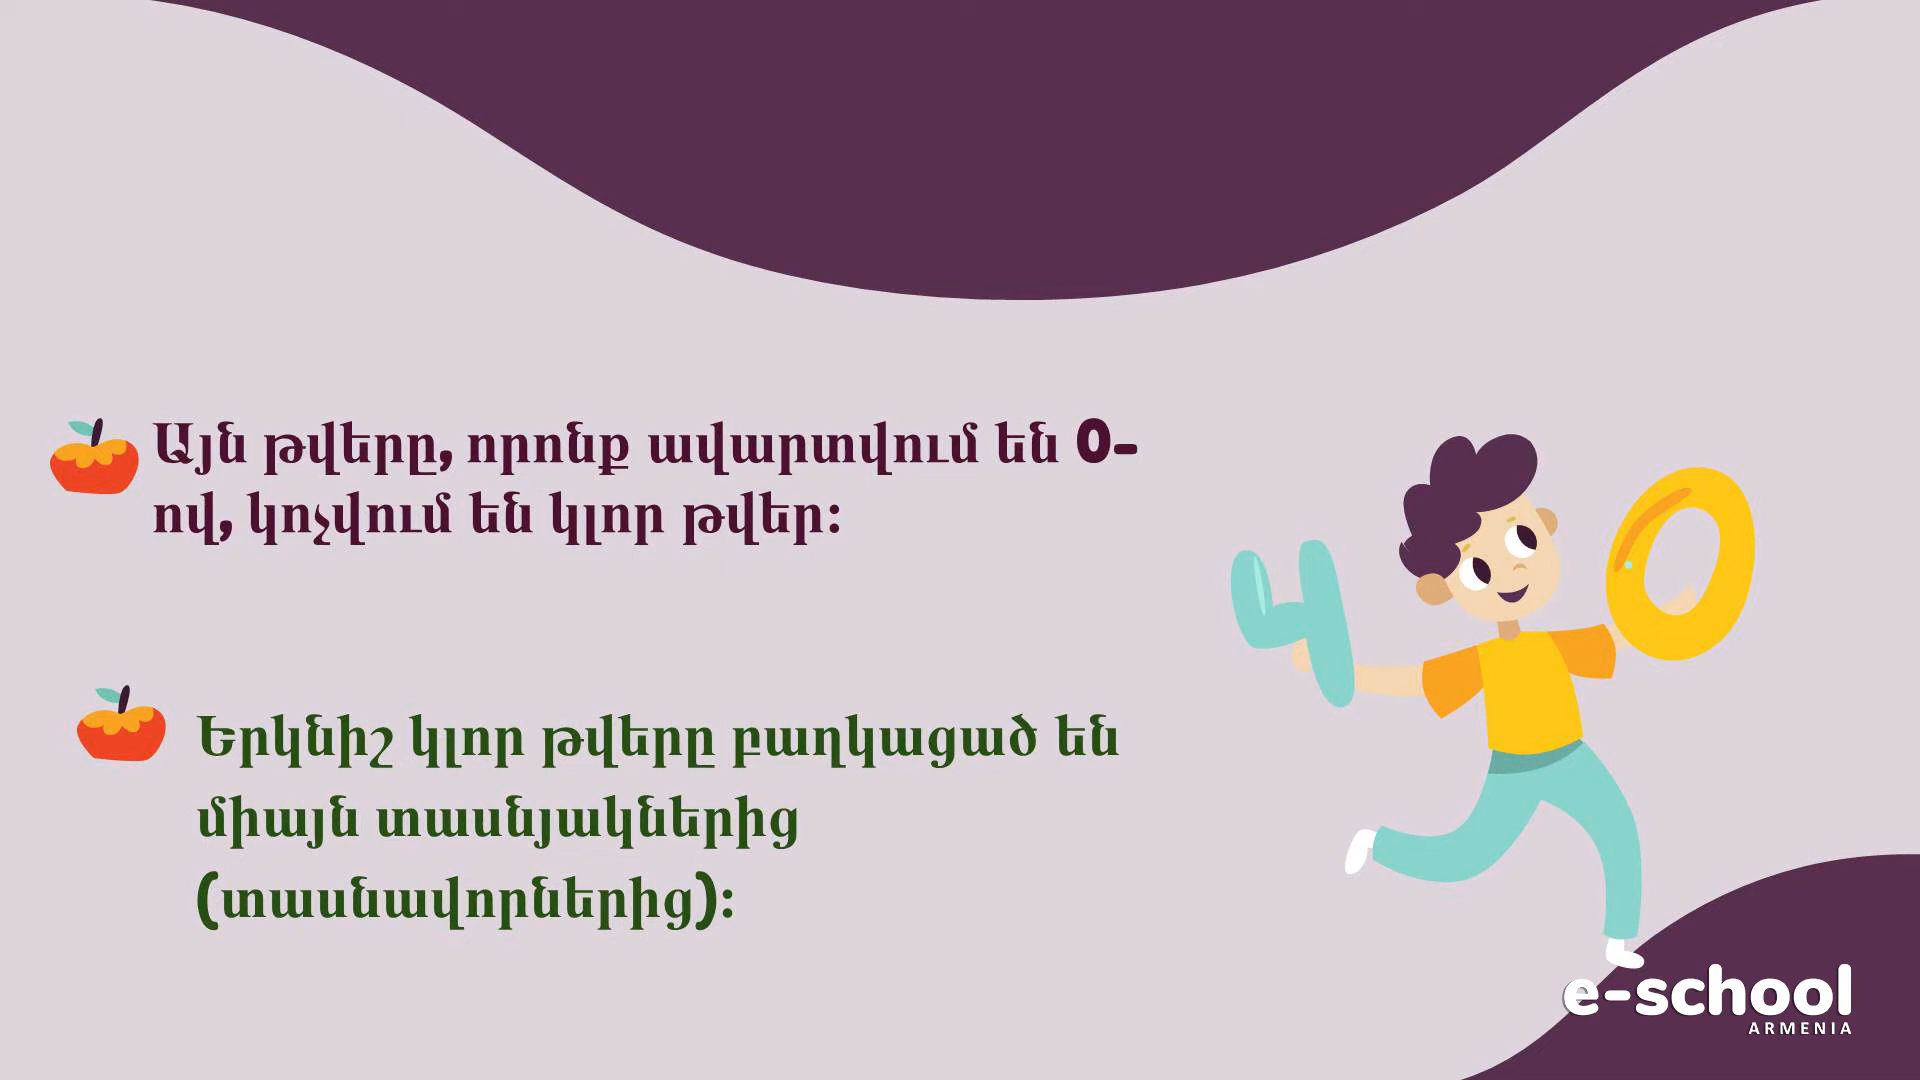 Այն թվերը, որոնք ավարտվում են 0-
ով, կոչվում են կլոր թվեր:
Երկնիշ կլոր թվերը բաղկացած են
միայն տասնյակներից
(տասնավորներից):
40
e-school
ARMENIA